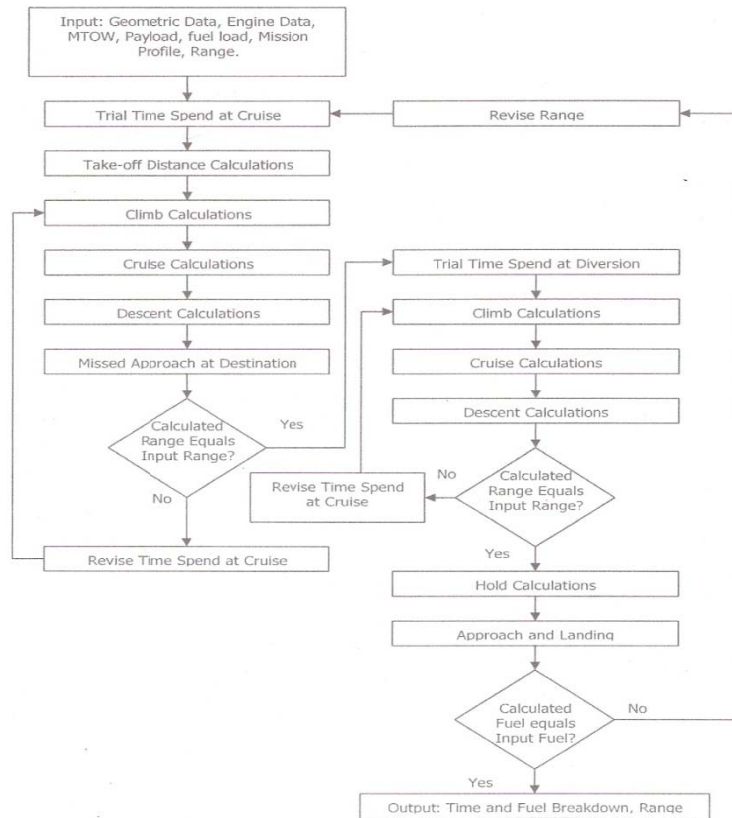 Input: Geometric Data, Engine Data,
MTOW, Payload, fuel load, Mission
Profile, Range.
Trial Time Spend at Cruise
Revise Range
Take-off Distance Calculations
Climb Calculations
Cruise Calculations
Descent Calculations
Missed Approach at Destination
Calculated
Range Equals
Input Range?
Yes
No
Revise Time Spend at Cruise
Trial Time Spend at Diversion
Climb Calculations
Cruise Calculations
Descent Calculations
Calculated
Range Equals
Input Range?
No
Revise Time Spend
at Cruise
Yes
Hold Calculations
Approach and Landing
Calculated
Fuel equals
Input Fuel?
No
Yes
Output: Time and Fuel Breakdown, Range